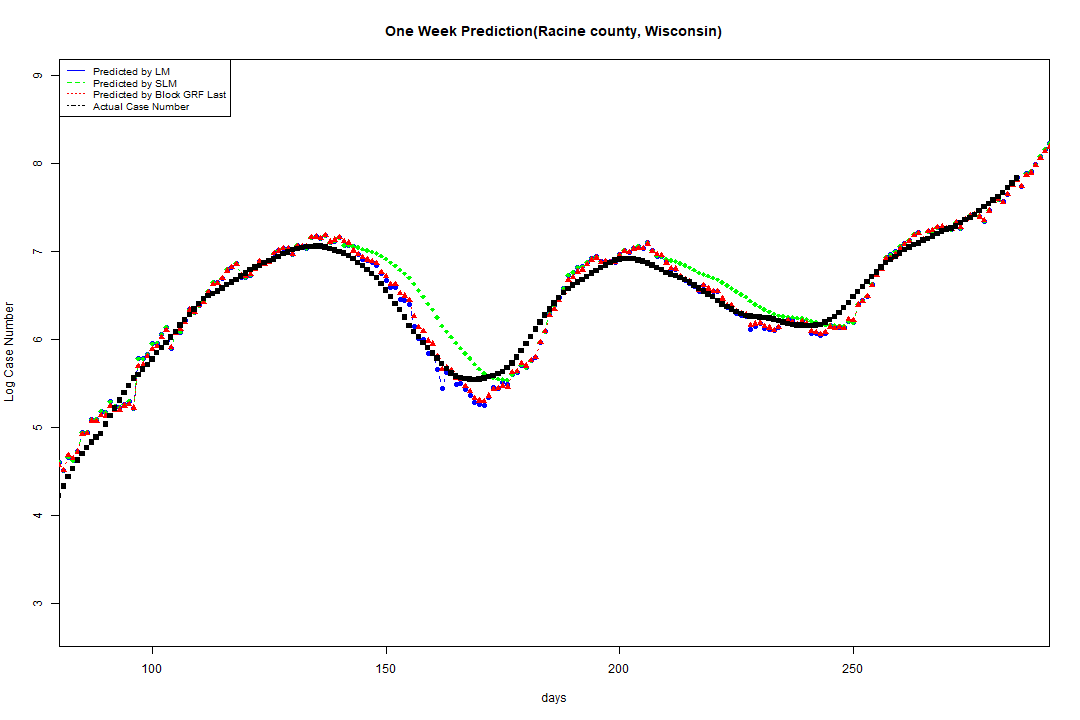 One Week Prediction(Racine county, Wisconsin)
Predicted by LM
Predicted by SLM
Predicted by Block GRF Last
Actual Case Number
9
8
7
6
5
4
3
Log Case Number
100 150 200 250
days